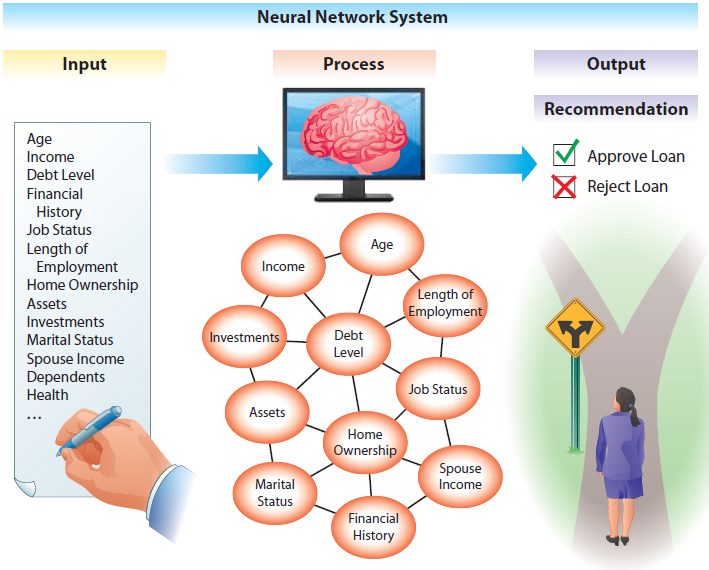 Neural Network System
Input
Process
Output
Recommendation
Approve Loan
Reject Loan
Age
Income
Debt Level
Financial
History
Job Status
Length of
Employment
Home Ownership
Assets
Investments
Marital Status
Spouse Income
Dependents
Health
...
Age
Income
Length of
Employment
Investments
Debt
Level
Job Status
Assets
Home
Ownership
Spouse
Income
Marital
Status
Financial
History